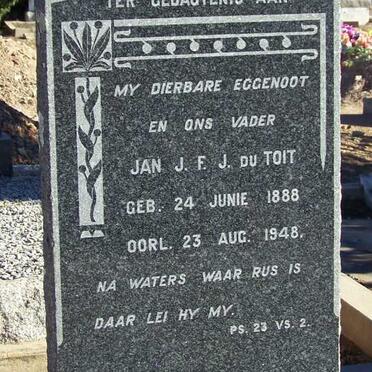 TER GEDAGTENIS AAN
MY DIERBARE EGGENOOT
EN ONS VADER
JAN J. F. J. DU TOIT
GEB. 24 JUNIE 1888
OORL. 23 AUG. 1948.
NA WATERS WAAR RUS IS
DAAR LEI HY MY.
PS. 23 VS. 2.